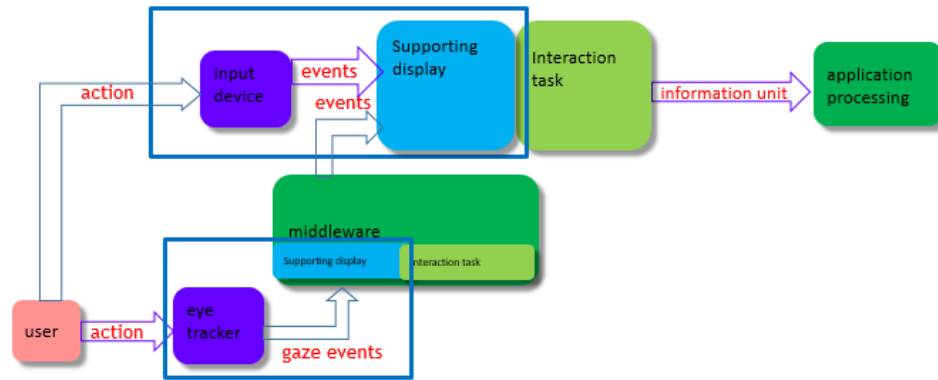 Supporting
display
Interaction
task
input
device
events
events
action
information unit
application
processing
middleware
Supporting display
Interaction task
eye
tracker
user
action
gaze events